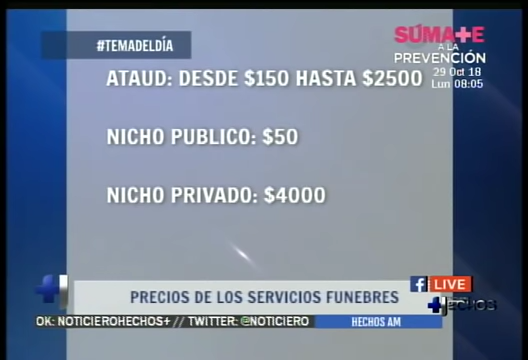 #TEMADELDÍA
SÚMATE
A LA
PREVENCIÓN
29 Oct 18
Lun 08:05
ATAUD: DESDE $150 HASTA $2500
NICHO PUBLICO: $50
NICHO PRIVADO: $4000
LIVE
PRECIOS DE LOS SERVICIOS FUNEBRES
HECHOS
OK: NOTICIEROHECHOS+ // TWITTER: @NOTICIERO
HECHOS AM